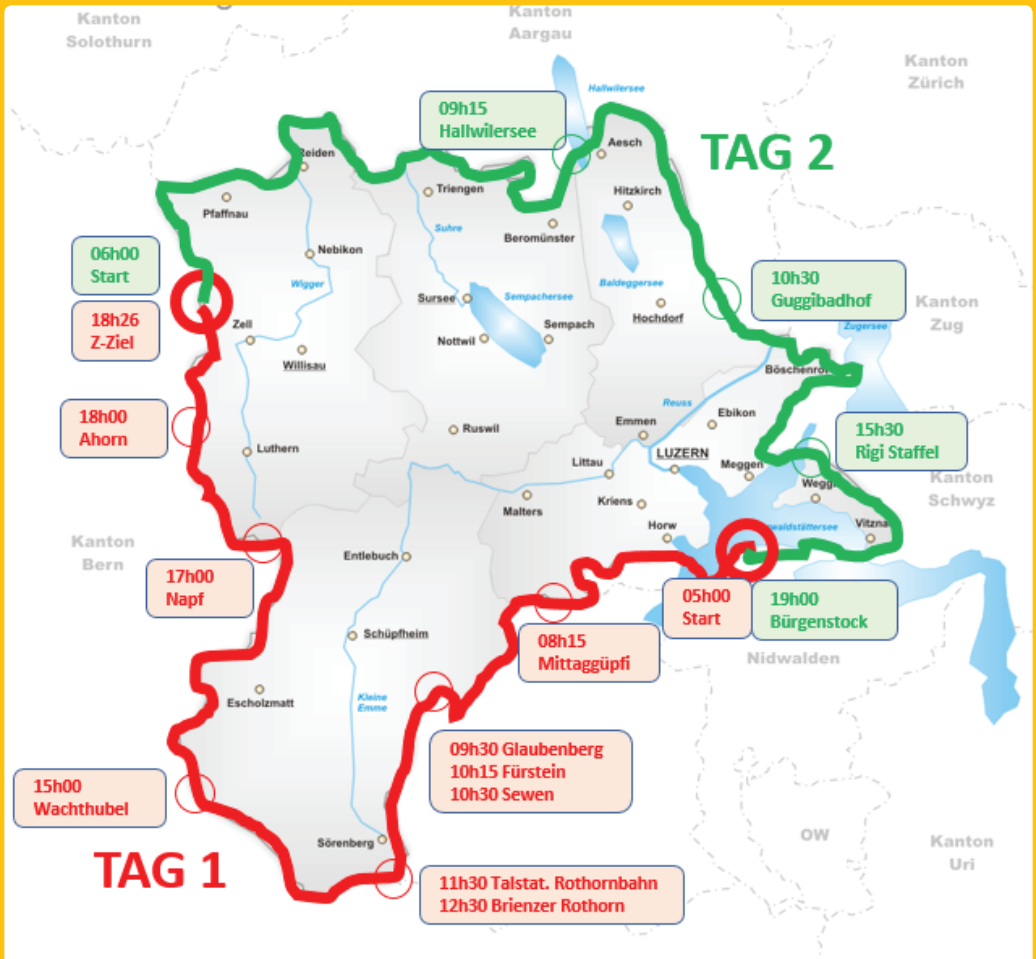 Kanton
Solothurn
Kanton
Aargau
Kanton
Zürich
Hallwilersee
09h15
Hallwilersee
TAG 2
Aesch
Reiden
Triengen
Hitzkirch
Pfaffnau
Beromünster
Suhre
06h00
Start
Nebikon
Wigger
Baldeggersee
10h30
Guggibadhof
Sursee
Sempachersee
Hochdorf
Kanton
Zug
18h26
Z-Ziel
Zell
Nottwil
Sempach
Zugersee
Willisau
Böschenro
18h00
Ahorn
Reuss
Ebikon
Emmen
Ruswil
15h30
Rigi Staffel
Luthern
LUZERN
Littau
Meggen
Kanton
Schwyz
Weggi
Malters
Kriens
Horw
waldstättersee
Vitzna
Kanton
Bern
Entlebuch
17h00
Napf
05h00
Start
19h00
Bürgenstock
Schüpfheim
08h15
Mittaggüpfi
Nidwalden
Escholzmatt
Kleine
Emme
09h30 Glaubenberg
10h15 Fürstein
10h30 Sewen
15h00
Wachthubel
Sörenberg
OW
Kanton
Uri
TAG 1
11h30 Talstat. Rothornbahn
12h30 Brienzer Rothorn